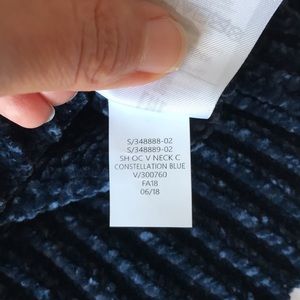 S/348888-02
S/348889-02
SH OC V NECK C
CONSTELLATION BLUE
V/300760
FA18
06/18